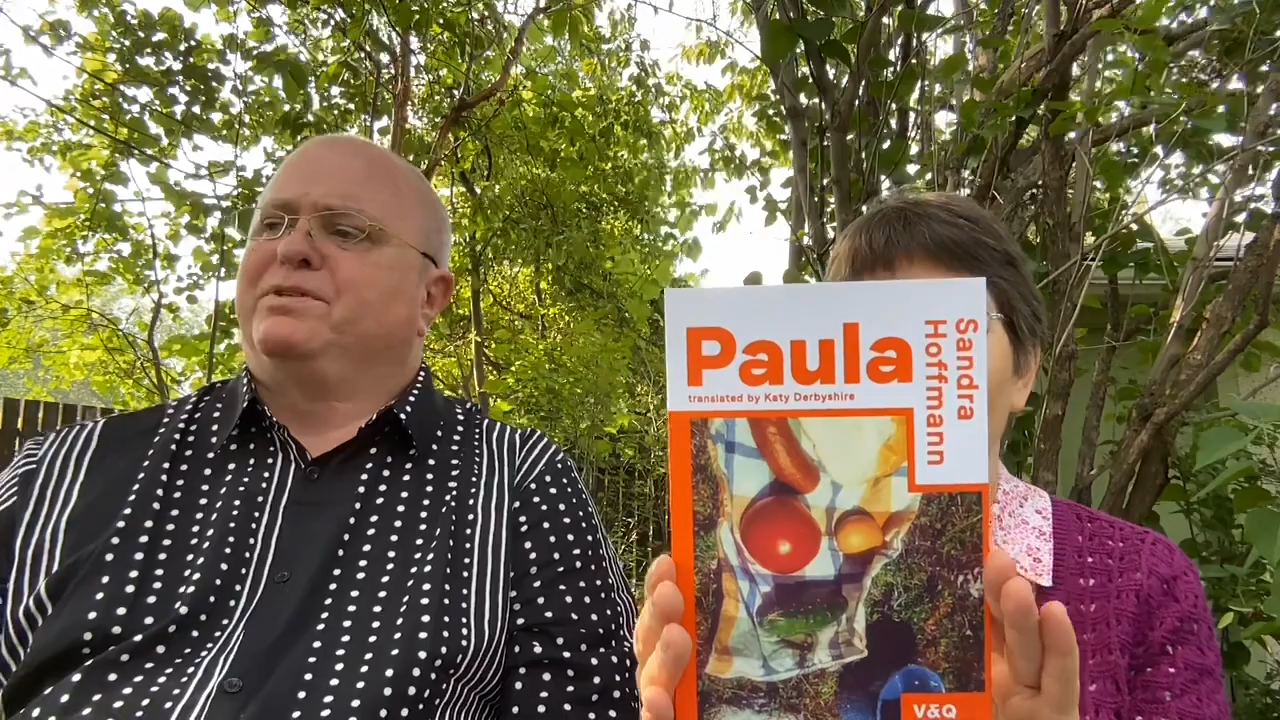 Paula
translated by Katy Derbyshire
Sandra
Hoffmann
V&Q